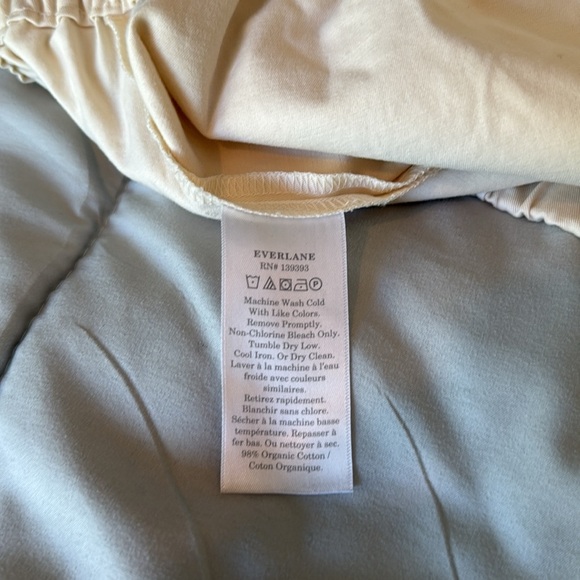 EVERLANE
RN# 139393
Machine Wash Cold
With Like Colors.
Remove Promptly.
Non-Chlorine Bleach Only.
Tumble Dry Low.
Cool Iron. Or Dry Clean.
Laver à la machine à l'eau
froide avec couleurs
similaires.
Retirez rapidement.
Blanchir sans chlore.
Sécher à la machine basse
température. Repasser à
fer bas. Ou nettoyer à sec.
98% Organic Cotton /
Coton Organique.